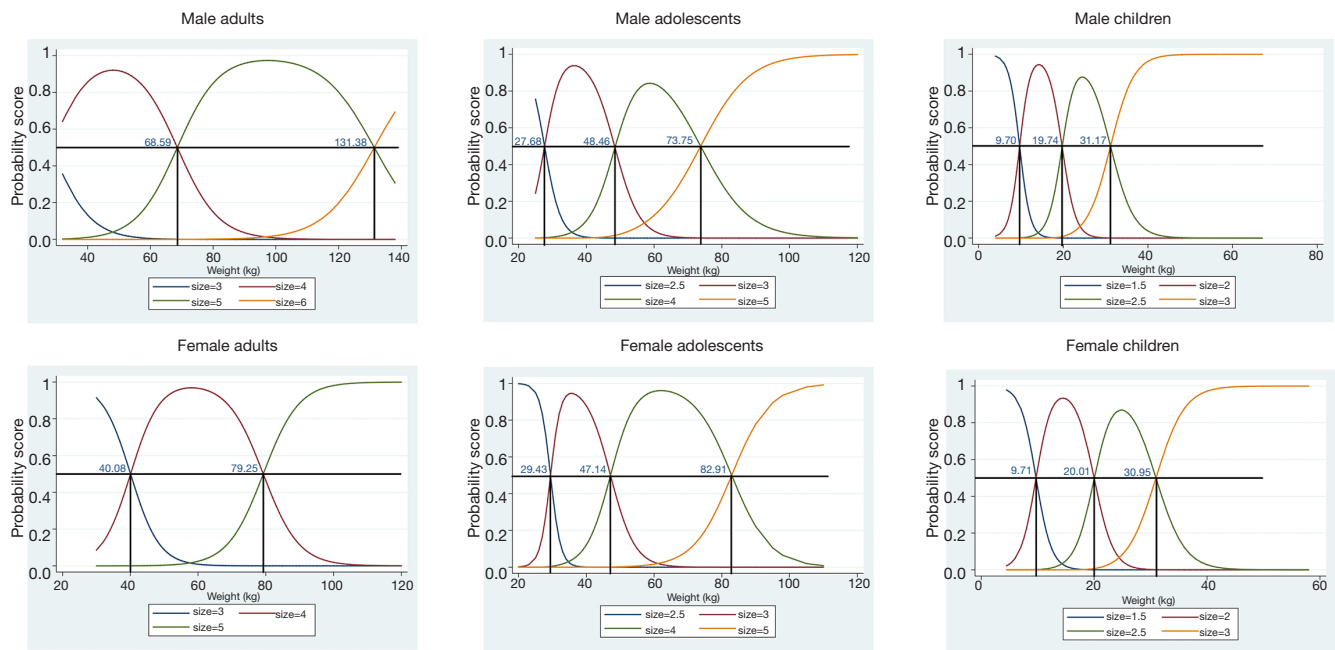 Male adults
Probability score
1
0.8
0.6
0.4
0.2
0.0
68.59
131.38
40 60 80 100 120 140
Weight (kg)
size=3 size=4
size=5 size=6
Male adolescents
Probability score
1
0.8
0.6
0.4
0.2
0.0
27.68
48.46
73.75
20 40 60 80 100 120
Weight (kg)
size=2.5 size=3
size=4 size=5
Male children
Probability score
1
0.8
0.6
0.4
0.2
0.0
9.70
19.74
31.17
0 20 40 60 80
Weight (kg)
size=1.5 size=2
size=2.5 size=3
Female adults
Probability score
1
0.8
0.6
0.4
0.2
0.0
40.08
79.25
20 40 60 80 100 120
Weight (kg)
size=3 size=4
size=5
Female adolescents
Probability score
1
0.8
0.6
0.4
0.2
0.0
29.43
47.14
82.91
20 40 60 80 100 120
Weight (kg)
size=2.5 size=3
size=4 size=5
Female children
Probability score
1
0.8
0.6
0.4
0.2
0.0
9.71
20.01
30.95
0 20 40 60
Weight (kg)
size=1.5 size=2
size=2.5 size=3